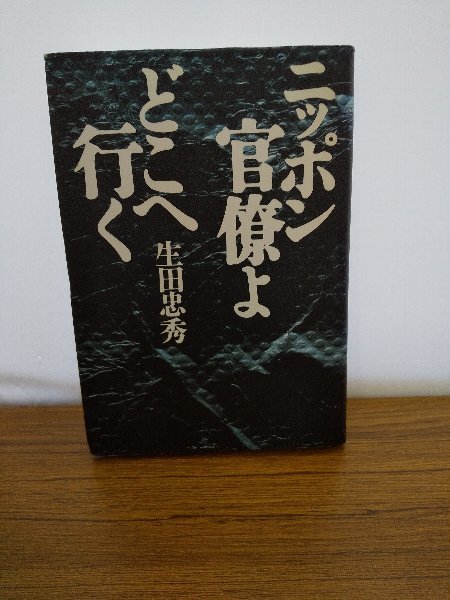 ニッポン
官僚よ
どこへ
行く
生田忠秀